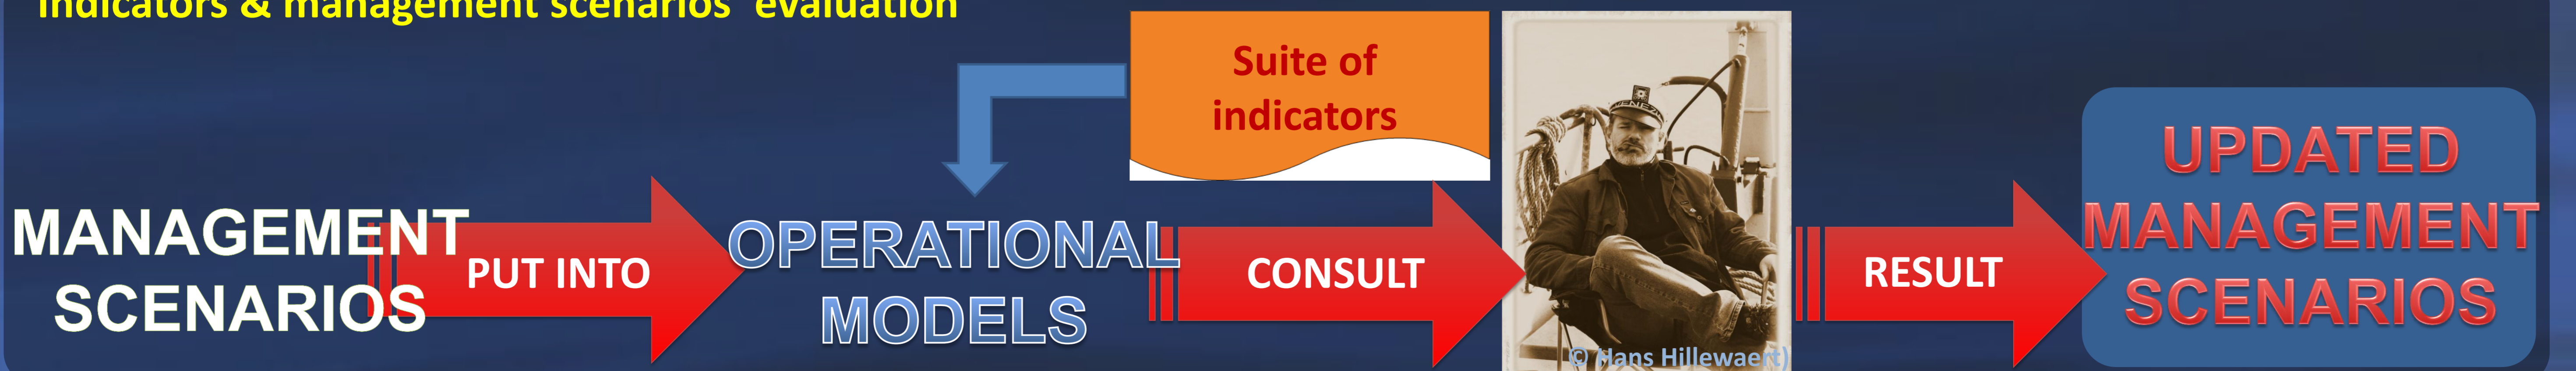 Indicators & management scenarios' evaluation
Suite of
indicators
MANAGEMENT
SCENARIOS
PUT INTO
OPERATIONAL
MODELS
CONSULT
© Hans Hillewaert)
RESULT
UPDATED
MANAGEMENT
SCENARIOS